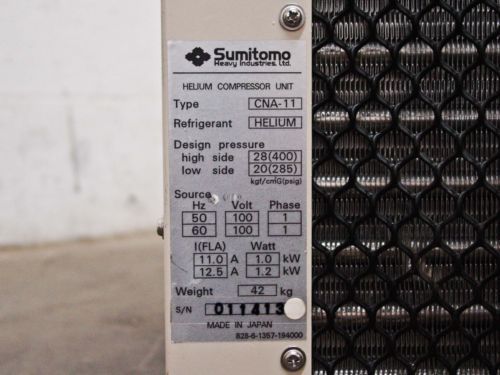 Sumitomo
Heavy Industries, Ltd.
HELIUM COMPRESSOR UNIT
Type CNA-11
Refrigerant HELIUM
Design pressure
high side 28(400)
low side 20(285)
kgf/cm²G(psig)
Source
Hz Volt Phase
50 100 1
60 100 1
I(FLA) Watt
11.0 A 1.0 kW
12.5 A 1.2 kW
Weight 42 kg
S/N 011413
MADE IN JAPAN
828-6-1357-194000